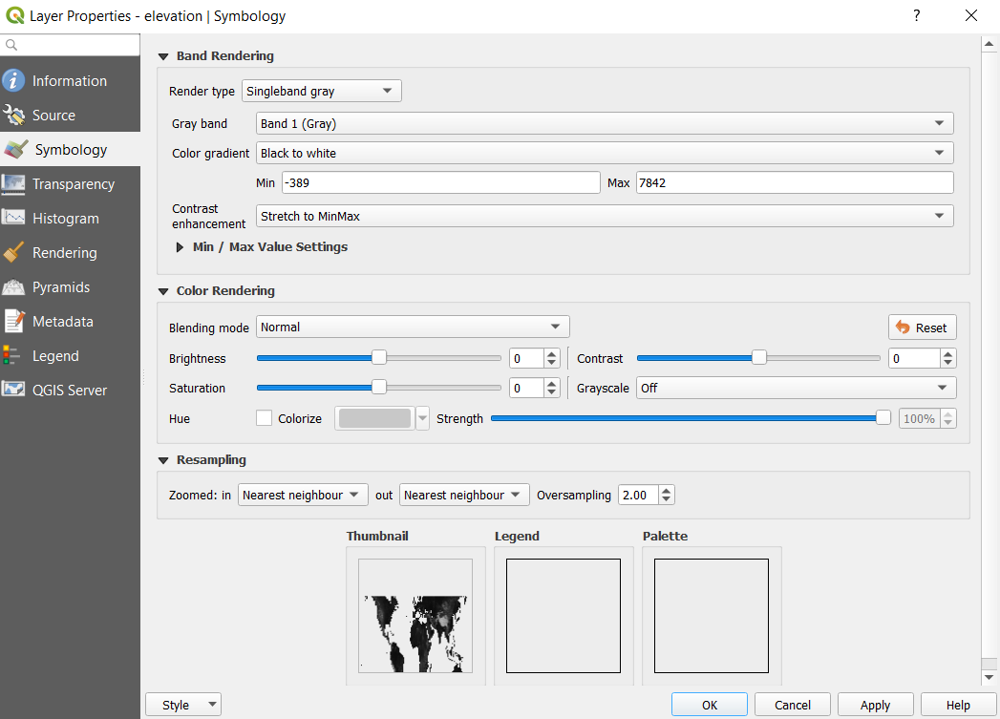 Layer Properties - elevation | Symbology
?
Information
Source
Symbology
Transparency
Histogram
Rendering
Pyramids
Metadata
Legend
QGIS Server
Band Rendering
Render type Singleband gray
Gray band Band 1 (Gray)
Color gradient Black to white
Min -389 Max 7842
Contrast
enhancement Stretch to MinMax
Min / Max Value Settings
Color Rendering
Blending mode Normal Reset
Brightness 0 Contrast 0
Saturation 0 Grayscale Off
Hue Colorize Strength 100%
Resampling
Zoomed: in Nearest neighbour out Nearest neighbour Oversampling 2.00
Thumbnail Legend Palette
Style OK Cancel Apply Help